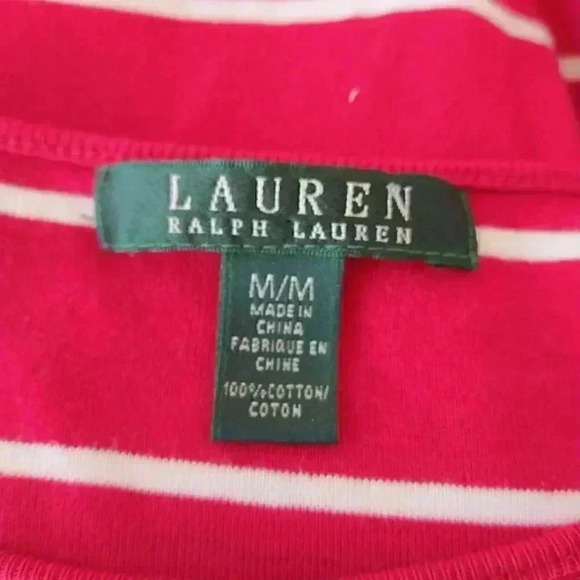 LAUREN
RALPH LAUREN
M/M
MADE IN
CHINA
FABRIQUE EN
CHINE
100%COTTON/
COTON